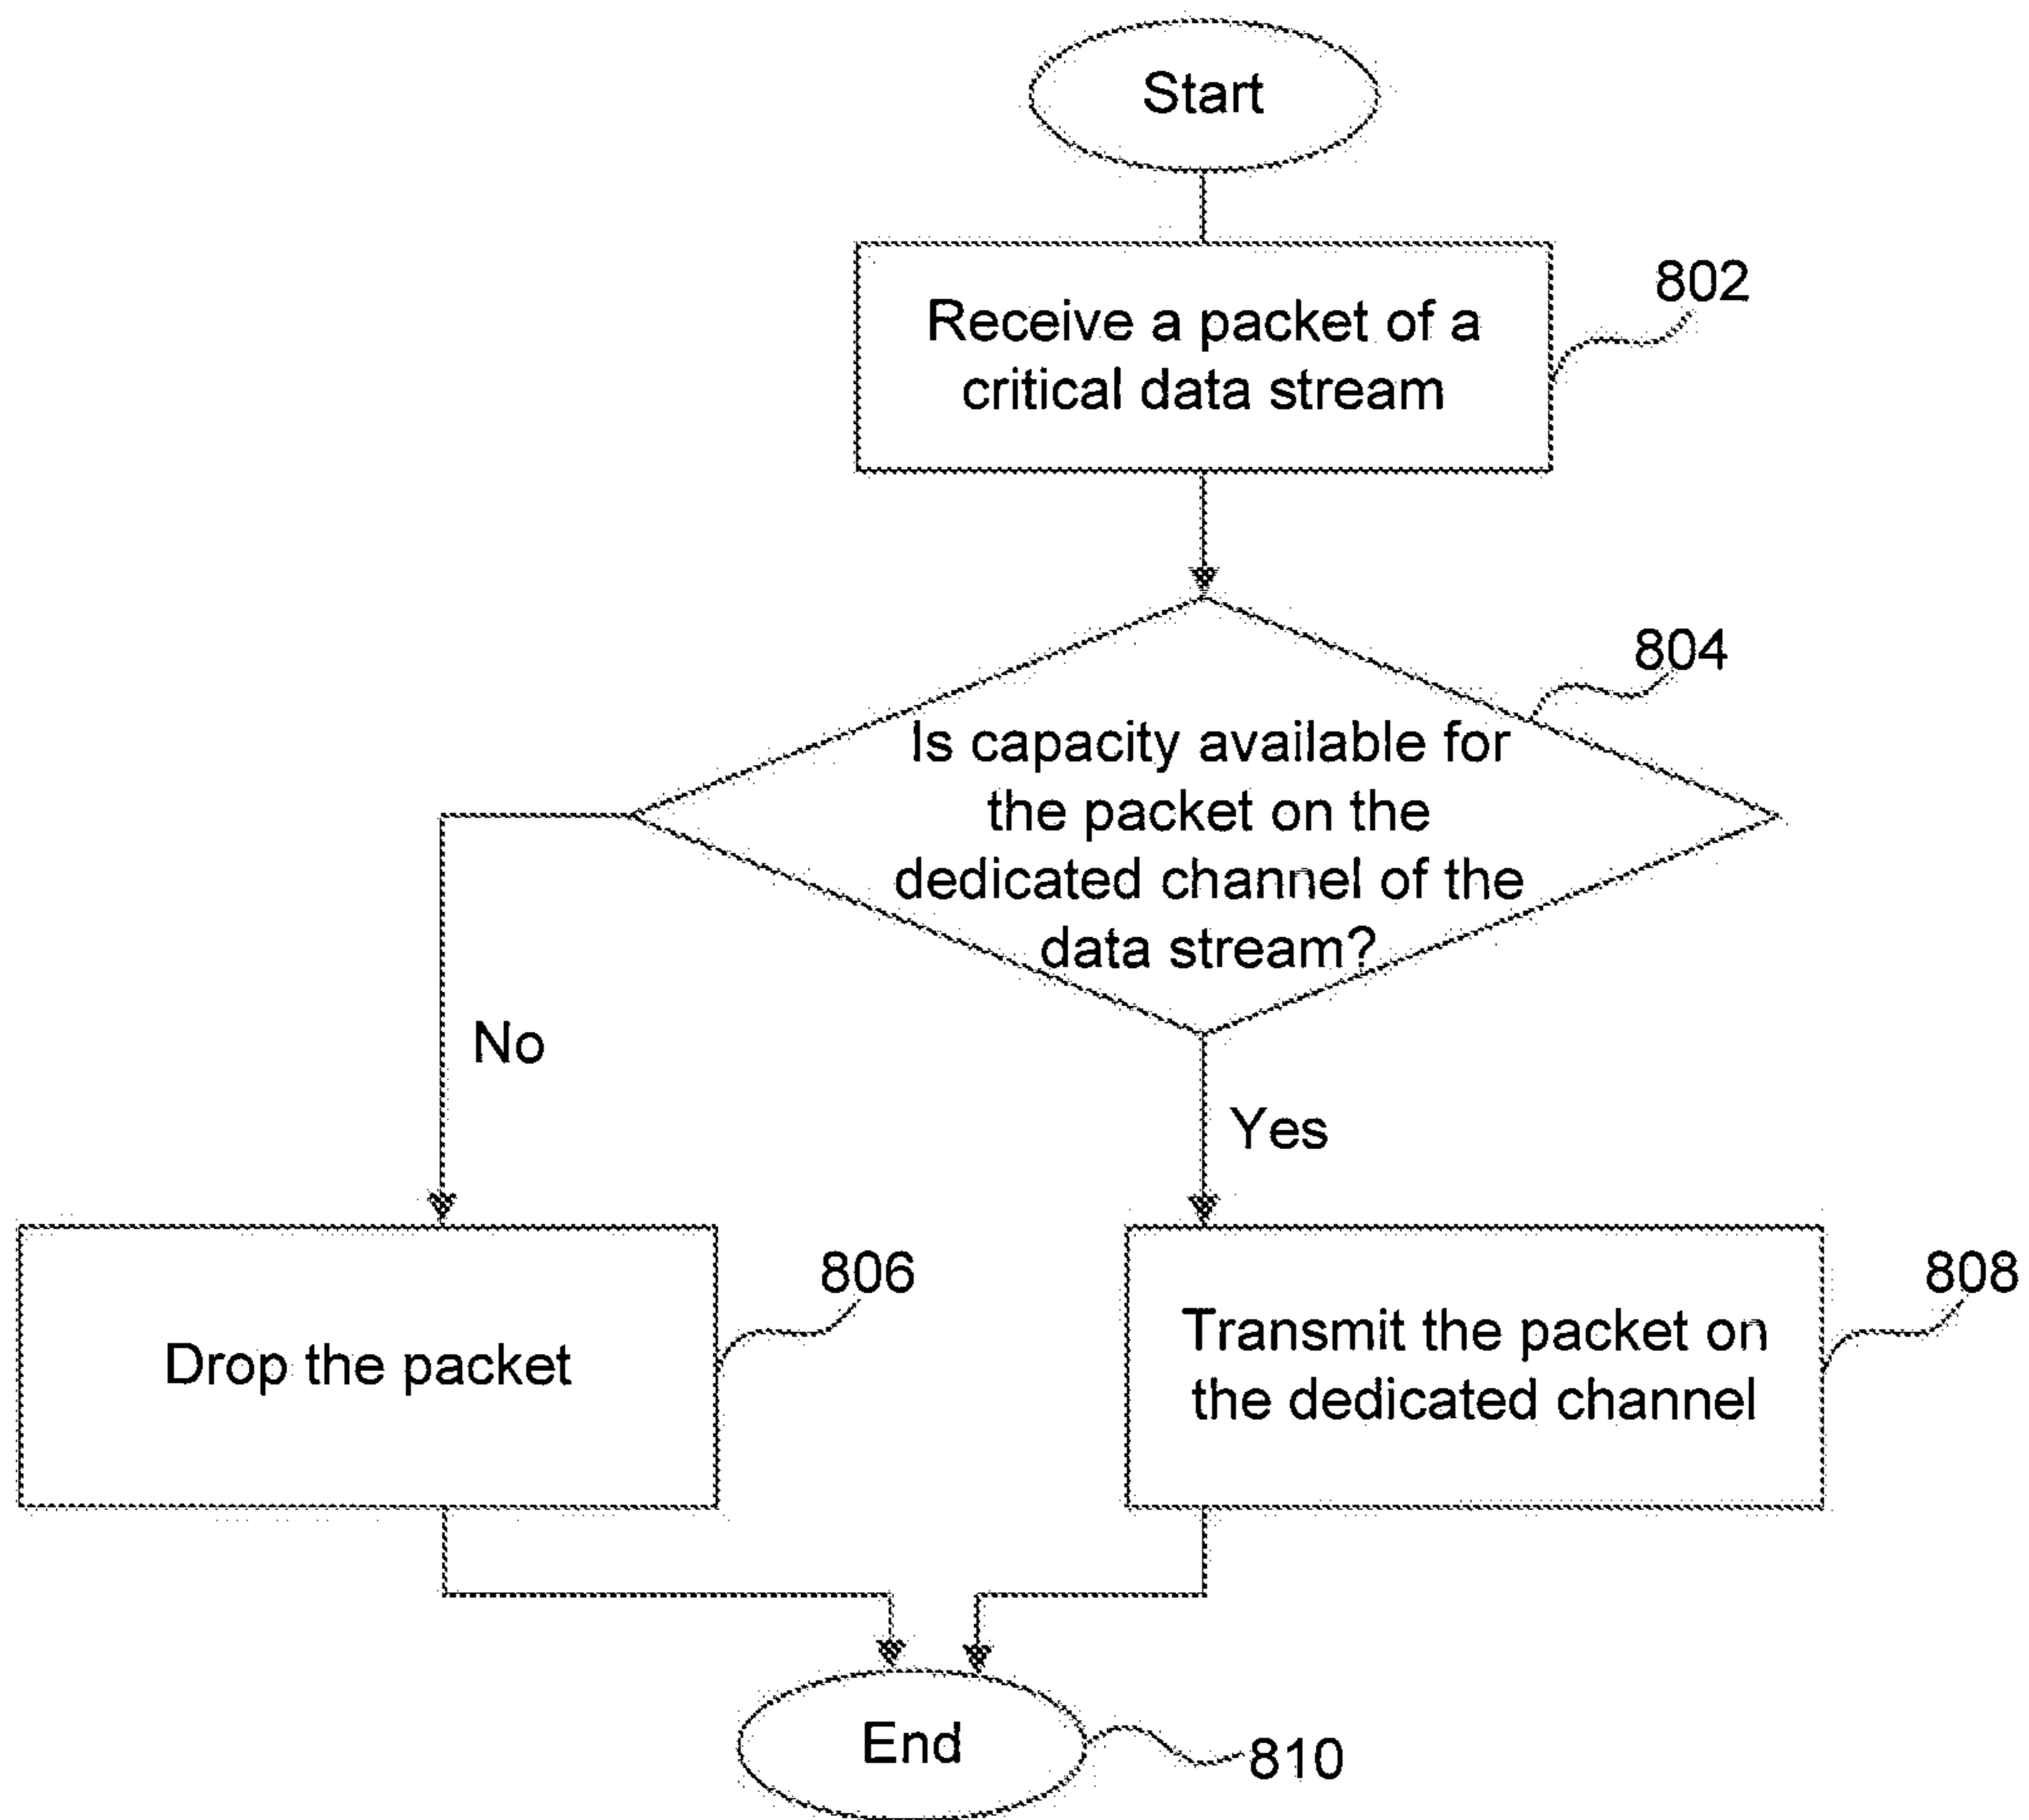 Start
802
Receive a packet of a
critical data stream
804
Is capacity available for
the packet on the
dedicated channel of the
data stream?
No
Yes
806
808
Drop the packet
Transmit the packet on
the dedicated channel
End
810